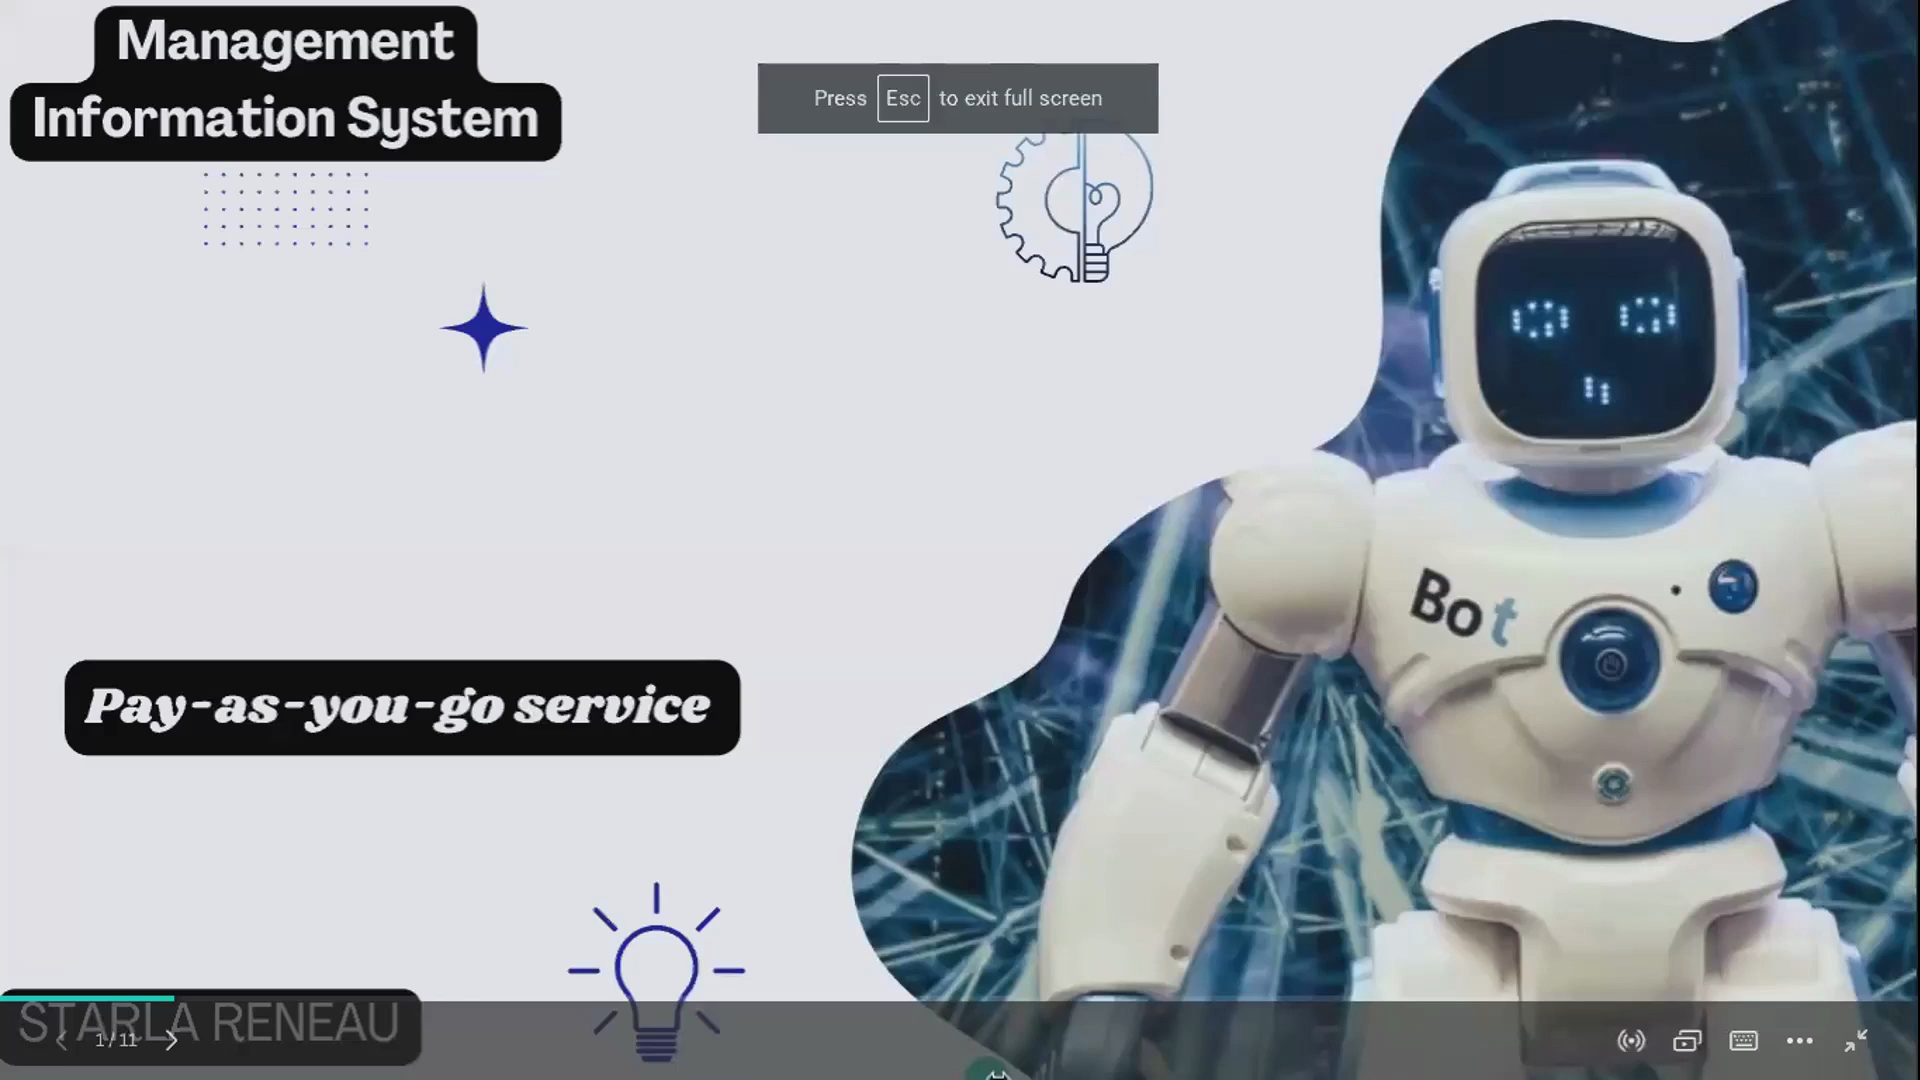 Management
Information System
Press Esc to exit full screen
Bot
Pay-as-you-go service
STARLA RENEAU
1/11